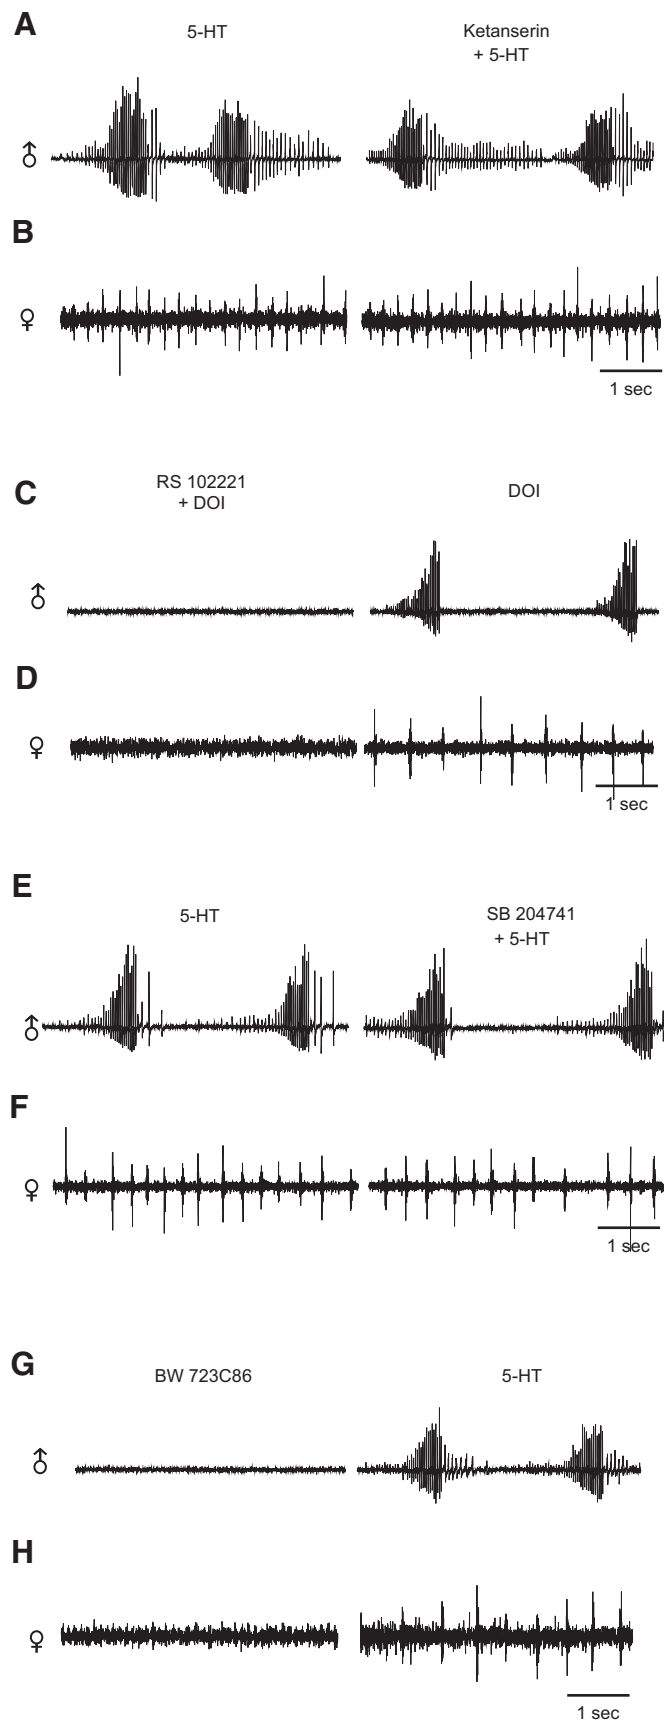 A
5-HT
Ketanserin
+ 5-HT
♂
B
♀
1 sec
C
RS 102221
+ DOI
DOI
♂
D
♀
1 sec
E
5-HT
SB 204741
+ 5-HT
♂
F
♀
1 sec
G
BW 723C86
5-HT
♂
H
♀
1 sec